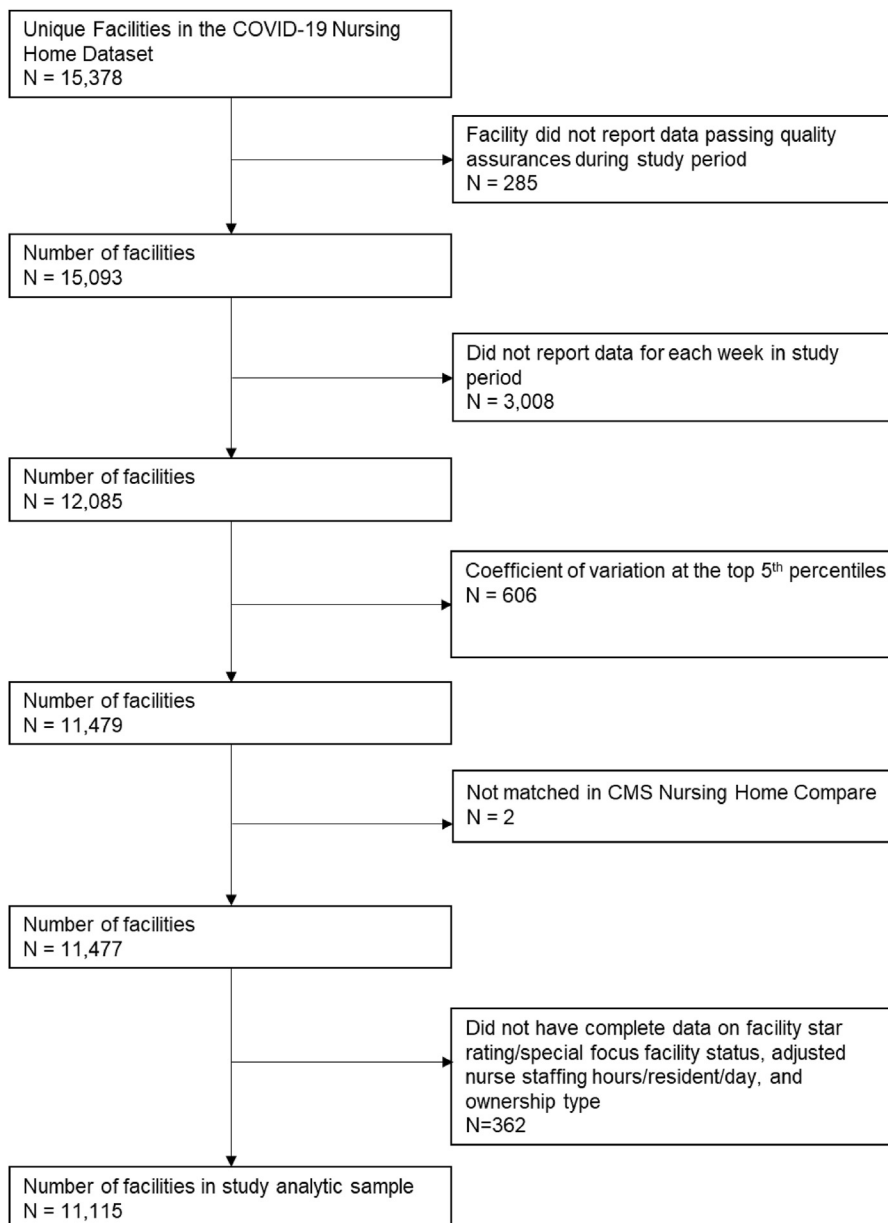 Unique Facilities in the COVID-19 Nursing
Home Dataset
N = 15,378
Facility did not report data passing quality
assurances during study period
N = 285
Number of facilities
N = 15,093
Did not report data for each week in study
period
N = 3,008
Number of facilities
N = 12,085
Coefficient of variation at the top 5th percentiles
N = 606
Number of facilities
N = 11,479
Not matched in CMS Nursing Home Compare
N = 2
Number of facilities
N = 11,477
Did not have complete data on facility star
rating/special focus facility status, adjusted
nurse staffing hours/resident/day, and
ownership type
N=362
Number of facilities in study analytic sample
N = 11,115